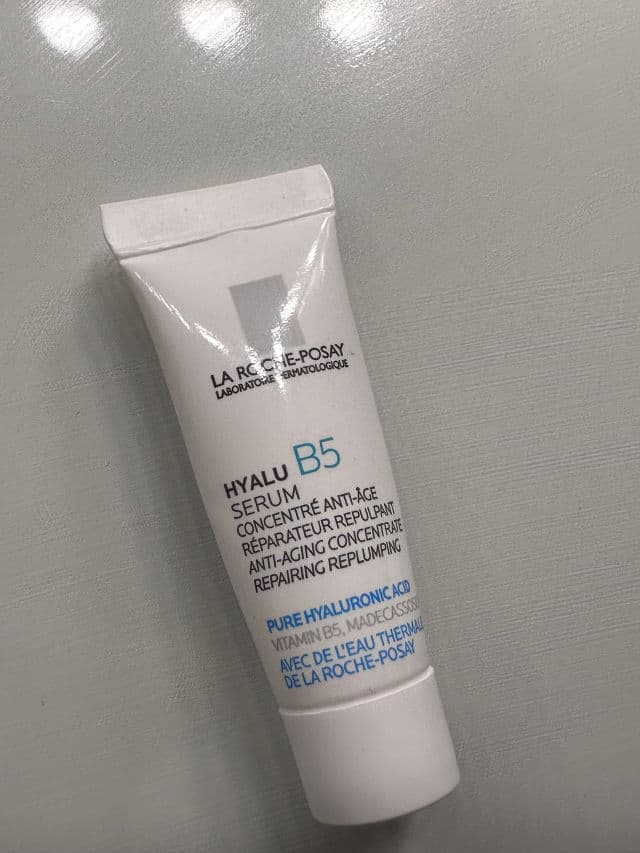 LA ROCHE-POSAY
LABORATOIRE DERMATOLOGIQUE
HYALU B5
SERUM
CONCENTRÉ ANTI-ÂGE
RÉPARATEUR REPULPANT
ANTI-AGING CONCENTRATE
REPAIRING REPLUMPING
PURE HYALURONIC ACID
VITAMIN B5, MADECASSOSIDE
AVEC DE L'EAU THERMALE
DE LA ROCHE-POSAY